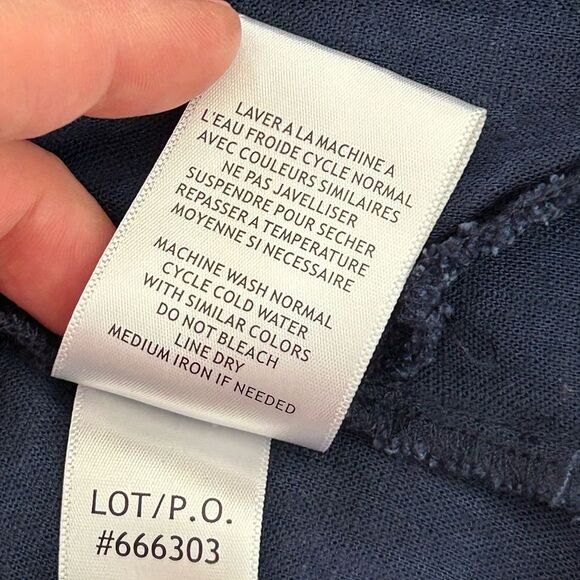 LAVER A LA MACHINE A
L'EAU FROIDE CYCLE NORMAL
AVEC COULEURS SIMILAIRES
NE PAS JAVELLISER
SUSPENDRE POUR SECHER
REPASSER A TEMPERATURE
MOYENNE SI NECESSAIRE
MACHINE WASH NORMAL
CYCLE COLD WATER
WITH SIMILAR COLORS
DO NOT BLEACH
LINE DRY
MEDIUM IRON IF NEEDED
LOT/P.O.
#666303